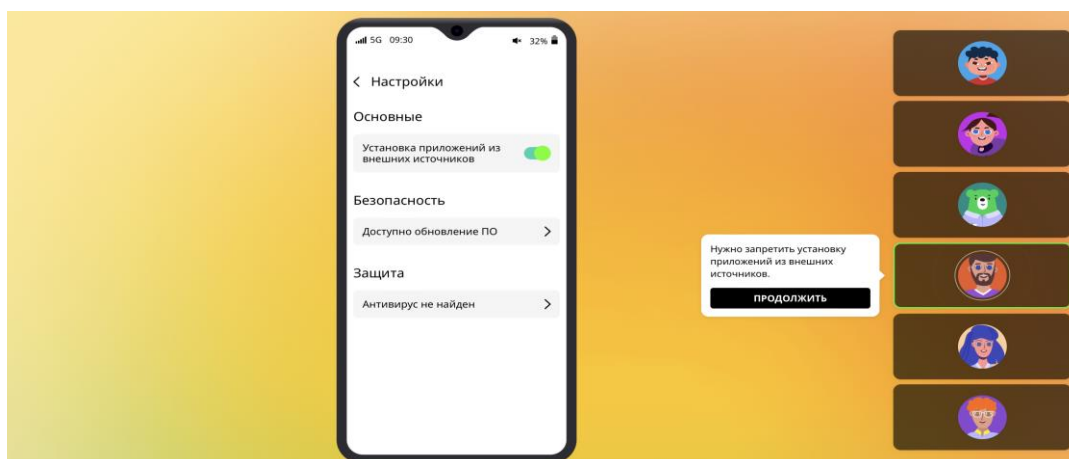 5G 09:30 32%
< Настройки
Основные
Установка приложений из
внешних источников
Безопасность
Доступно обновление ПО >
Защита
Антивирус не найден >
Нужно запретить установку
приложений из внешних
источников.
ПРОДОЛЖИТЬ